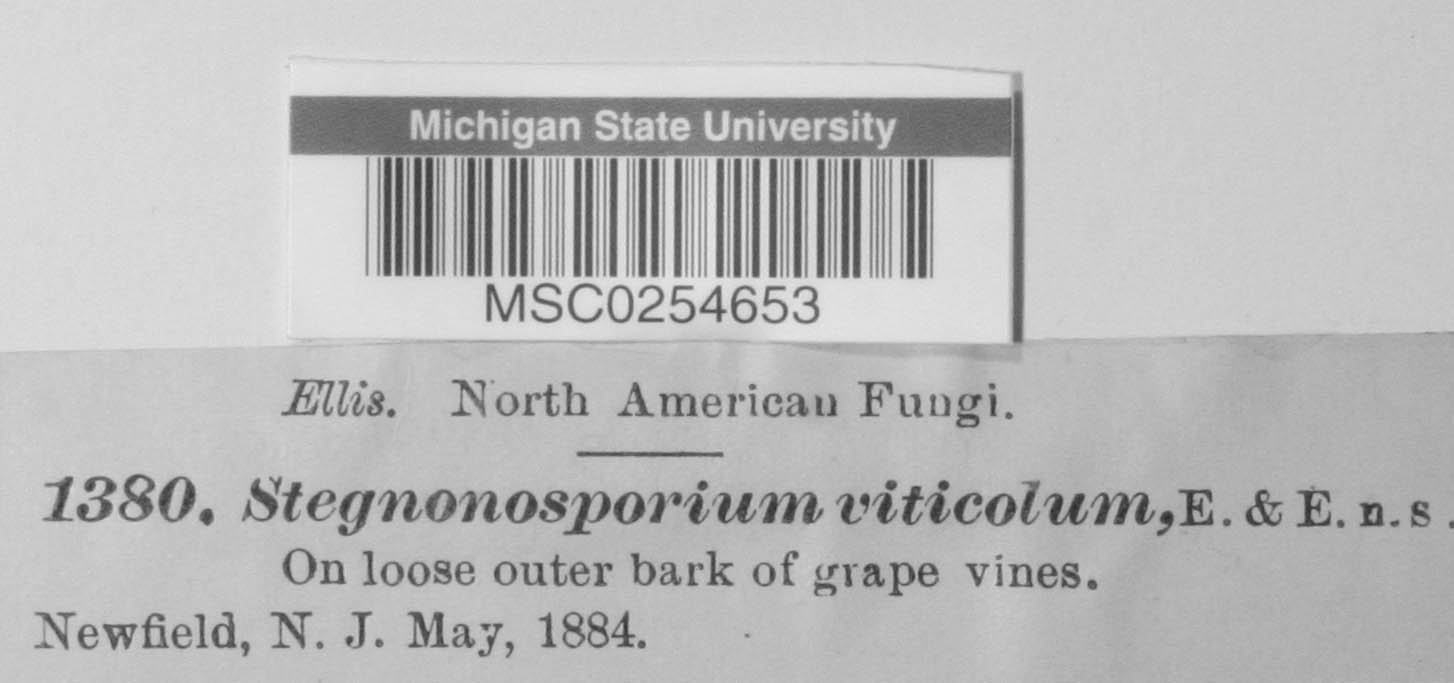 Michigan State University
MSC0254653
Ellis. North American Fungi.
1380. Stegnonosporium viticolum, E. & E. n. s.
On loose outer bark of grape vines.
Newfield, N. J. May, 1884.